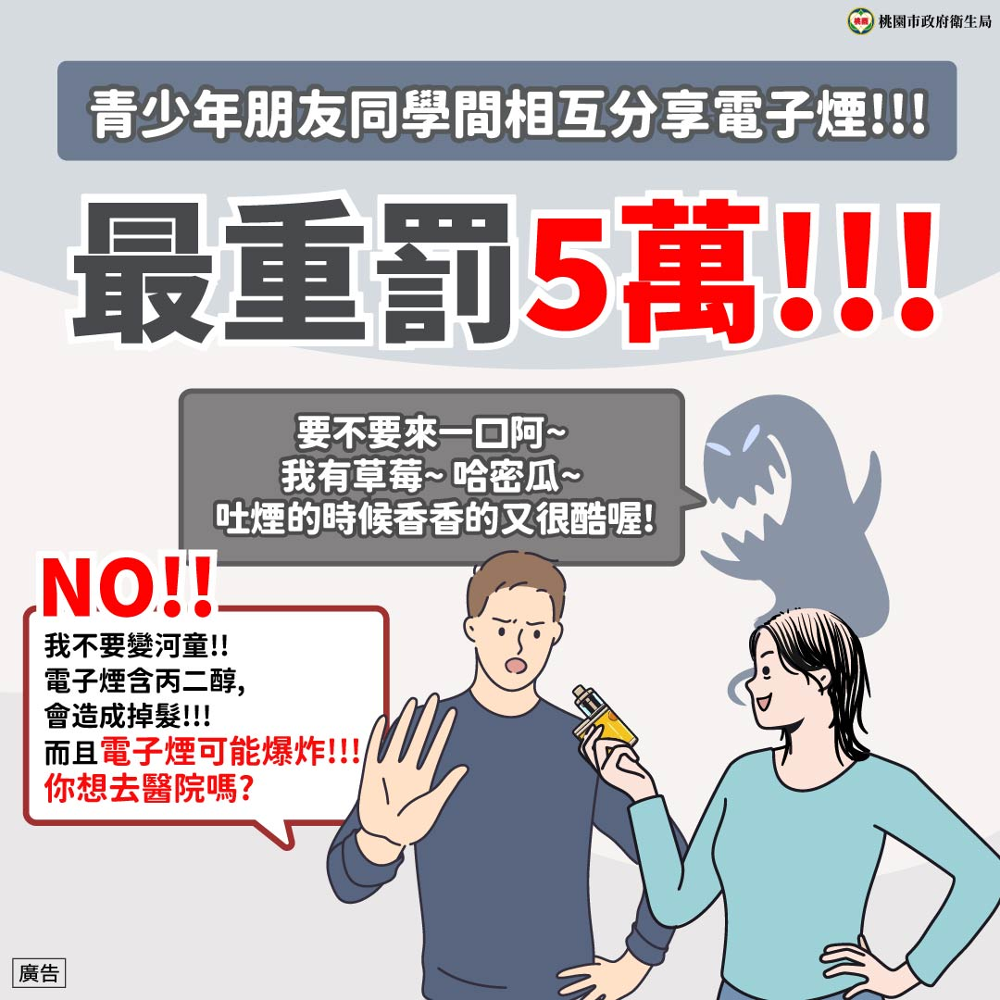 桃園市政府衛生局
青少年朋友同學間相互分享電子煙!!!
最重罰5萬!!!
要不要來一口阿~
我有草莓~ 哈密瓜~
吐煙的時候香香的又很酷喔!
NO!!
我不要變河童!!
電子煙含丙二醇,
會造成掉髮!!!
而且電子煙可能爆炸!!!
你想去醫院嗎?
廣告